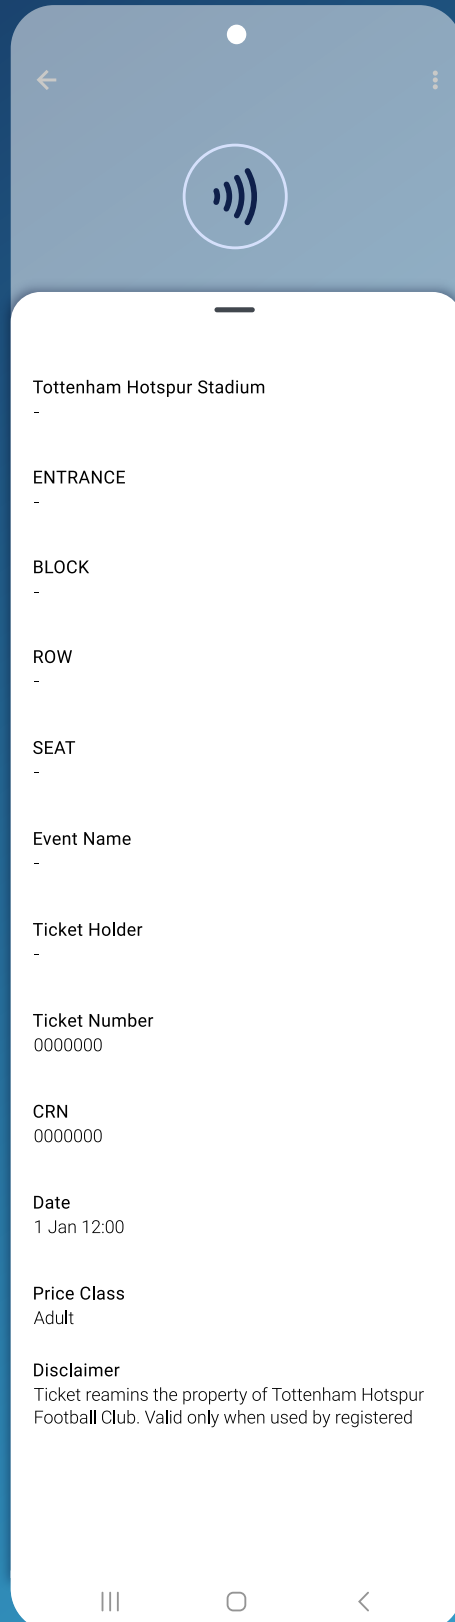 Tottenham Hotspur Stadium
-
ENTRANCE
-
BLOCK
-
ROW
-
SEAT
-
Event Name
-
Ticket Holder
-
Ticket Number
0000000
CRN
0000000
Date
1 Jan 12:00
Price Class
Adult
Disclaimer
Ticket reamins the property of Tottenham Hotspur
Football Club. Valid only when used by registered